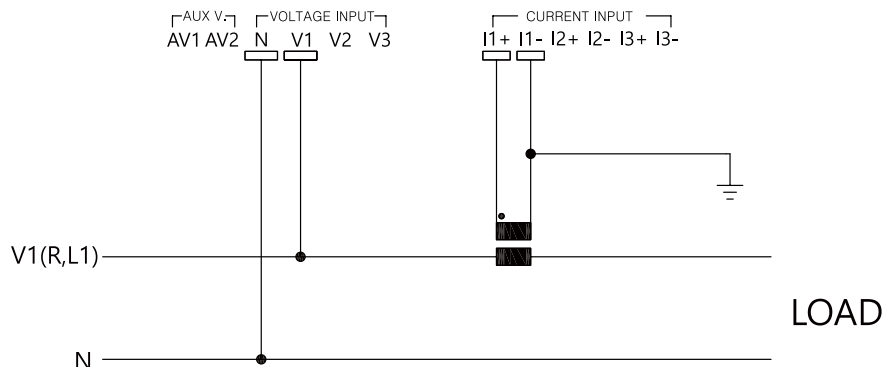 AUX V. VOLTAGE INPUT CURRENT INPUT
AV1 AV2 N V1 V2 V3 I1+ I1- I2+ I2- I3+ I3-
V1(R,L1)
LOAD
N